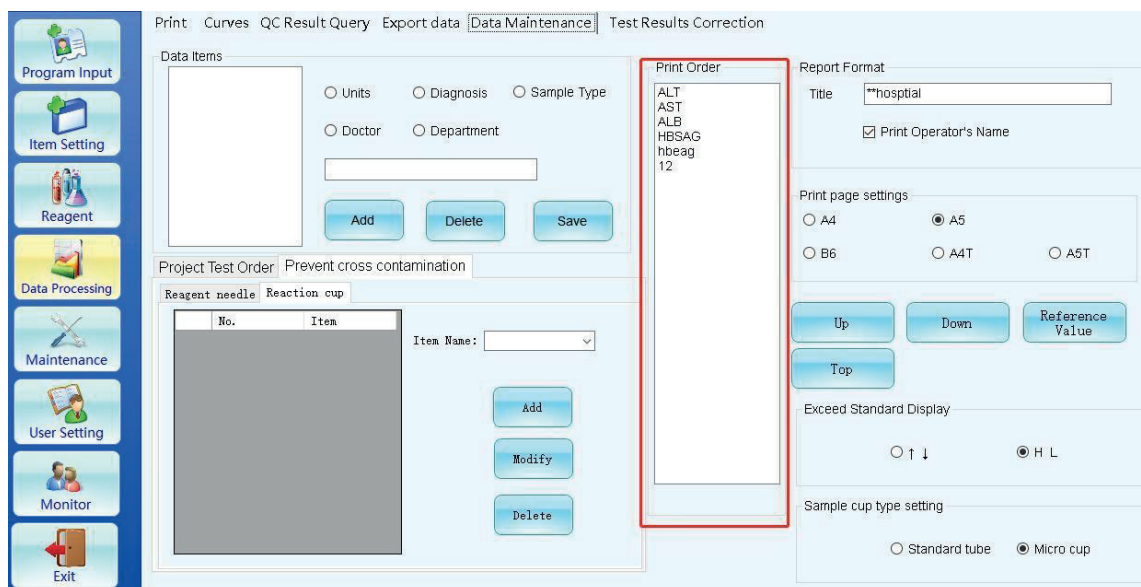 Print Curves QC Result Query Export data Data Maintenance Test Results Correction
Program Input
Item Setting
Reagent
Data Processing
Maintenance
User Setting
Monitor
Exit
Data Items
Units Diagnosis Sample Type
Doctor Department
Add Delete Save
Project Test Order Prevent cross contamination
Reagent needle Reaction cup
No. Item
Item Name:
Add
Modify
Delete
Print Order
ALT
AST
ALB
HBSAG
hbeag
12
Report Format
Title **hosptial
Print Operator's Name
Print page settings
A4 A5
B6 A4T A5T
Up Down Reference
Value
Top
Exceed Standard Display
↑ ↓ H L
Sample cup type setting
Standard tube Micro cup